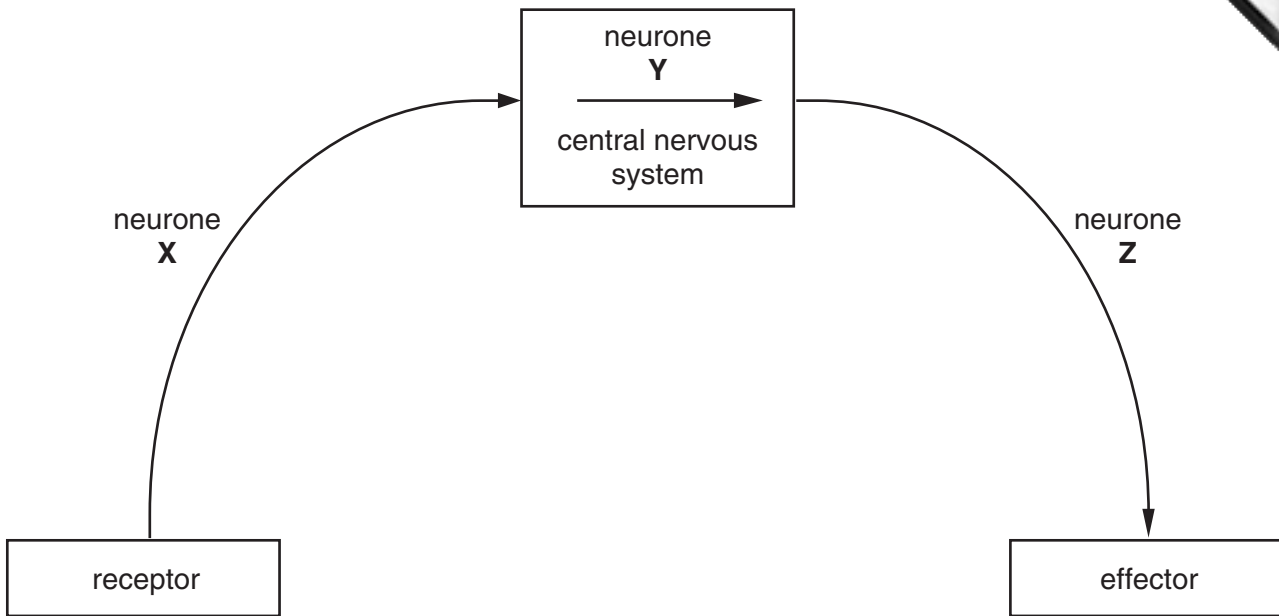 neurone
Y
central nervous
system
neurone
X
neurone
Z
receptor
effector